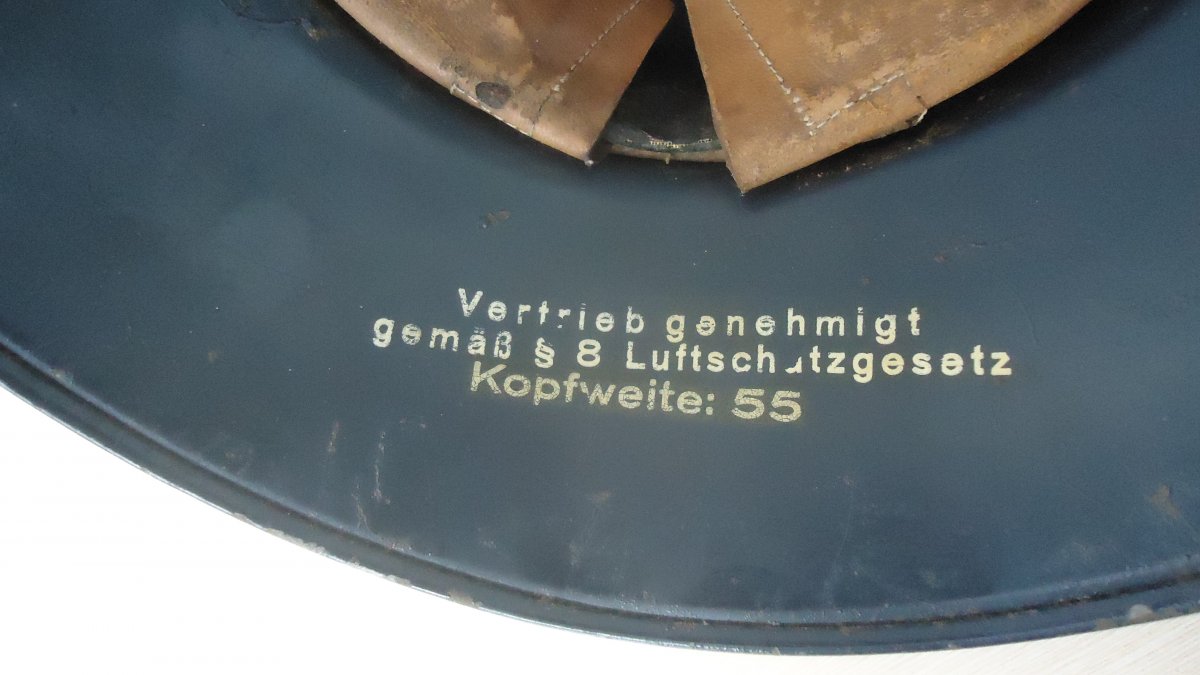 Vertrieb genehmigt
gemäß § 8 Luftschutzgesetz
Kopfweite: 55